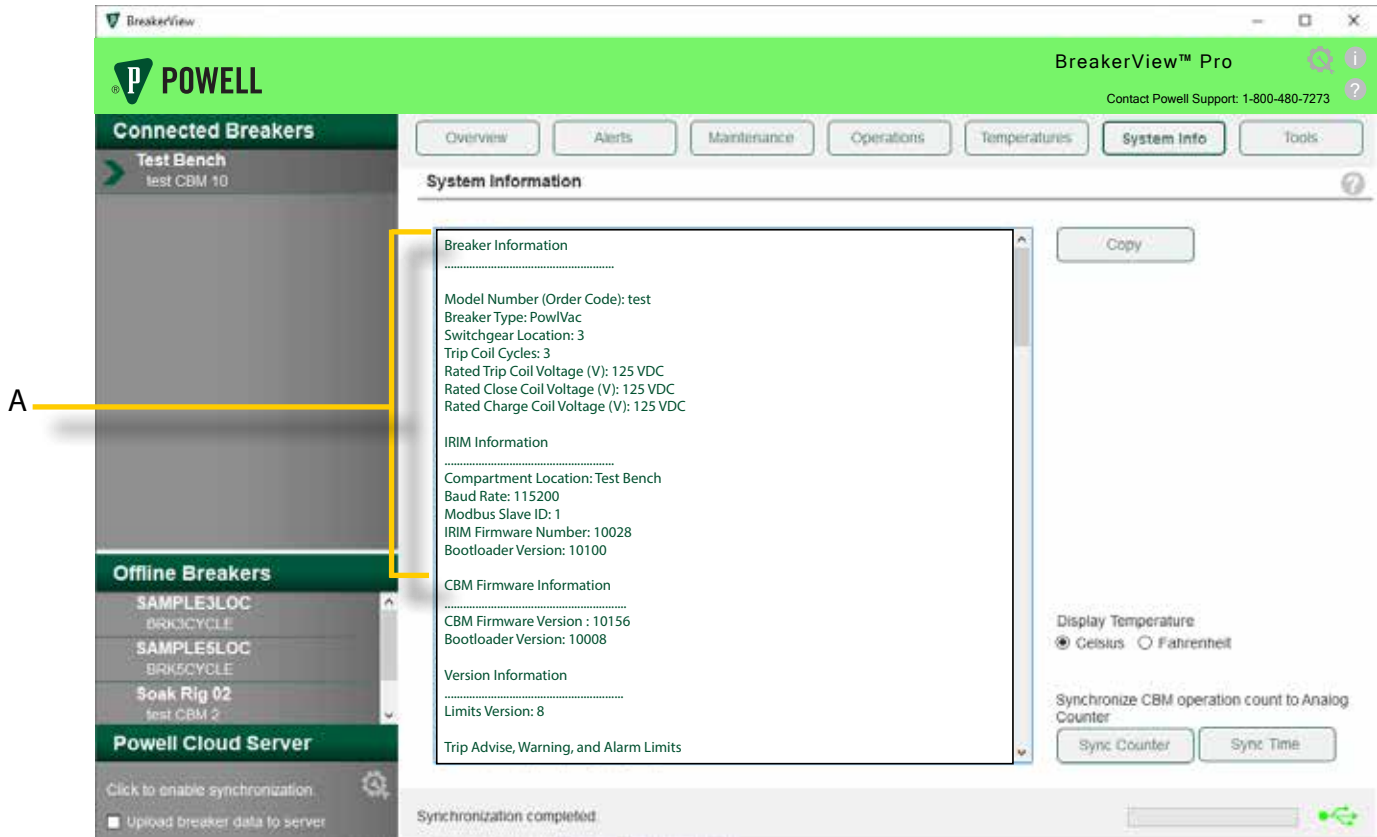 BreakerView
POWELL
BreakerView™ Pro
Contact Powell Support: 1-800-480-7273
Connected Breakers
Test Bench
test CBM 10
Overview
Alerts
Maintenance
Operations
Temperatures
System Info
Tools
System Information
A
Breaker Information
Model Number (Order Code): test
Breaker Type: PowlVac
Switchgear Location: 3
Trip Coil Cycles: 3
Rated Trip Coil Voltage (V): 125 VDC
Rated Close Coil Voltage (V): 125 VDC
Rated Charge Coil Voltage (V): 125 VDC
IRIM Information
Compartment Location: Test Bench
Baud Rate: 115200
Modbus Slave ID: 1
IRIM Firmware Number: 10028
Bootloader Version: 10100
CBM Firmware Information
CBM Firmware Version : 10156
Bootloader Version: 10008
Version Information
Limits Version: 8
Trip Advise, Warning, and Alarm Limits
Copy
Display Temperature
Celsius
Fahrenheit
Synchronize CBM operation count to Analog
Counter
Sync Counter
Sync Time
Offline Breakers
SAMPLE3LOC
BRK3CYCLE
SAMPLE5LOC
BRK5CYCLE
Soak Rig 02
test CBM 2
Powell Cloud Server
Click to enable synchronization.
Upload breaker data to server
Synchronization completed.